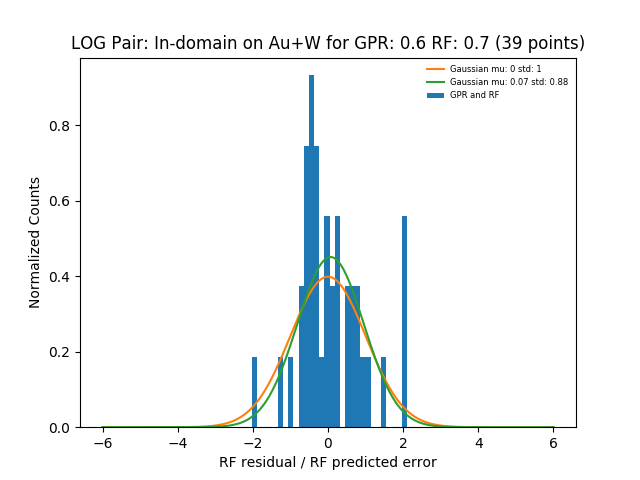 LOG Pair: In-domain on Au+W for GPR: 0.6 RF: 0.7 (39 points)
Gaussian mu: 0 std: 1
Gaussian mu: 0.07 std: 0.88
GPR and RF
Normalized Counts
0.8
0.6
0.4
0.2
0.0
−6
−4
−2
0
2
4
6
RF residual / RF predicted error